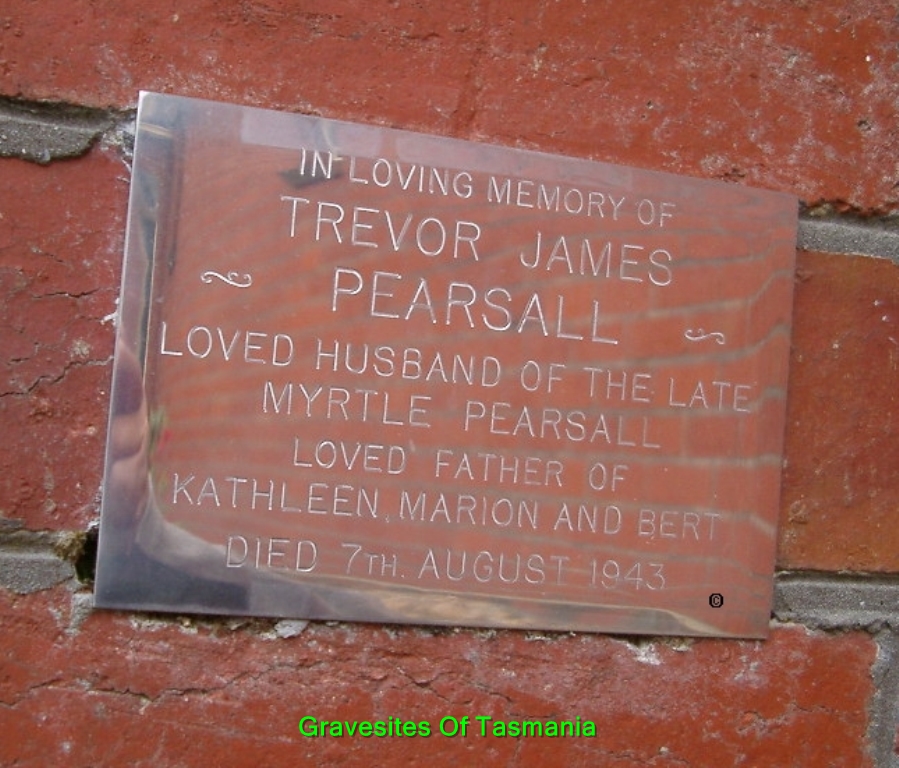 IN LOVING MEMORY OF
TREVOR JAMES
PEARSALL
LOVED HUSBAND OF THE LATE
MYRTLE PEARSALL
LOVED FATHER OF
KATHLEEN, MARION AND BERT
DIED 7TH. AUGUST 1943
©
Gravesites Of Tasmania